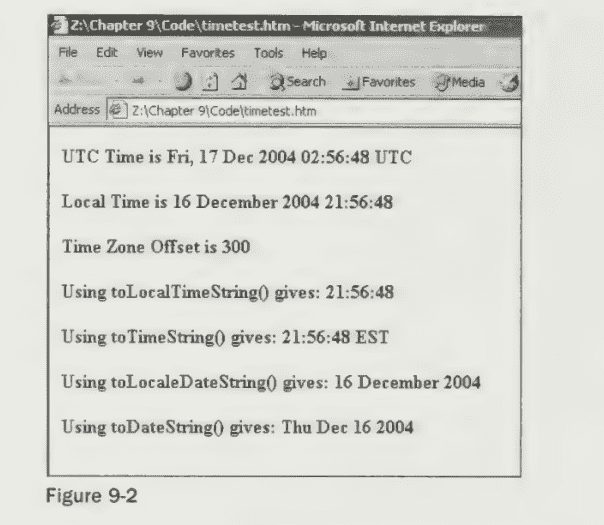 Z:\Chapter 9\Code\timetest.htm - Microsoft Internet Explorer
File Edit View Favorites Tools Help
Search Favorites Media
Address Z:\Chapter 9\Code\timetest.htm
UTC Time is Fri, 17 Dec 2004 02:56:48 UTC
Local Time is 16 December 2004 21:56:48
Time Zone Offset is 300
Using toLocalTimeString() gives: 21:56:48
Using toTimeString() gives: 21:56:48 EST
Using toLocaleDateString() gives: 16 December 2004
Using toDateString() gives: Thu Dec 16 2004
Figure 9-2